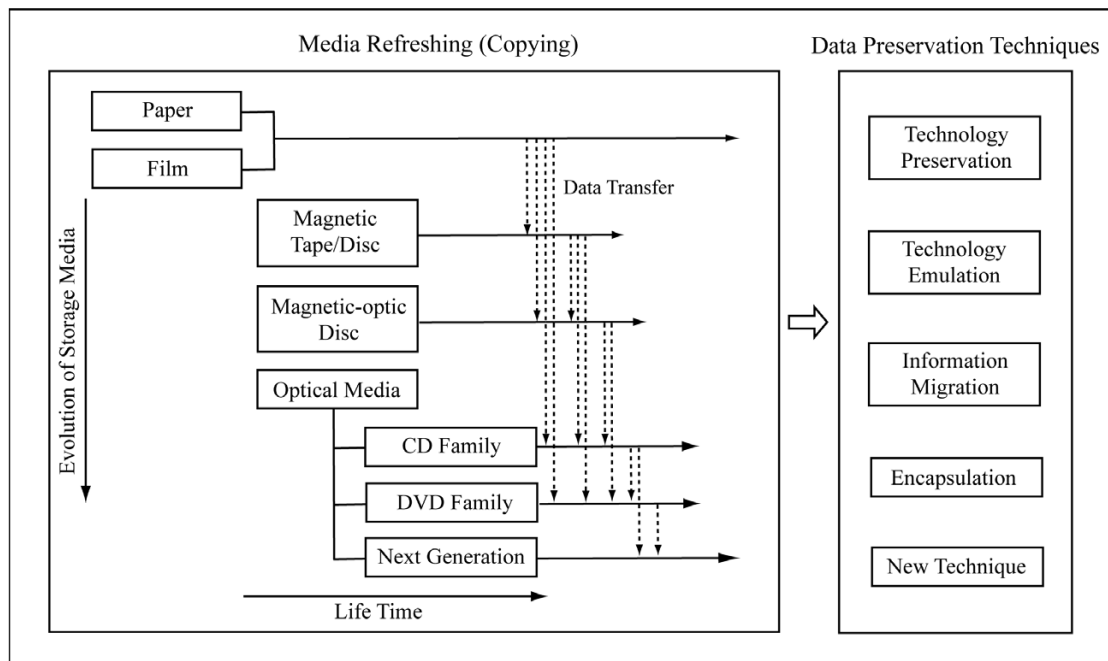 Media Refreshing (Copying)
Data Preservation Techniques
Paper
Film
Data Transfer
Magnetic
Tape/Disc
Magnetic-optic
Disc
Optical Media
CD Family
DVD Family
Next Generation
Evolution of Storage Media
Life Time
Technology
Preservation
Technology
Emulation
Information
Migration
Encapsulation
New Technique